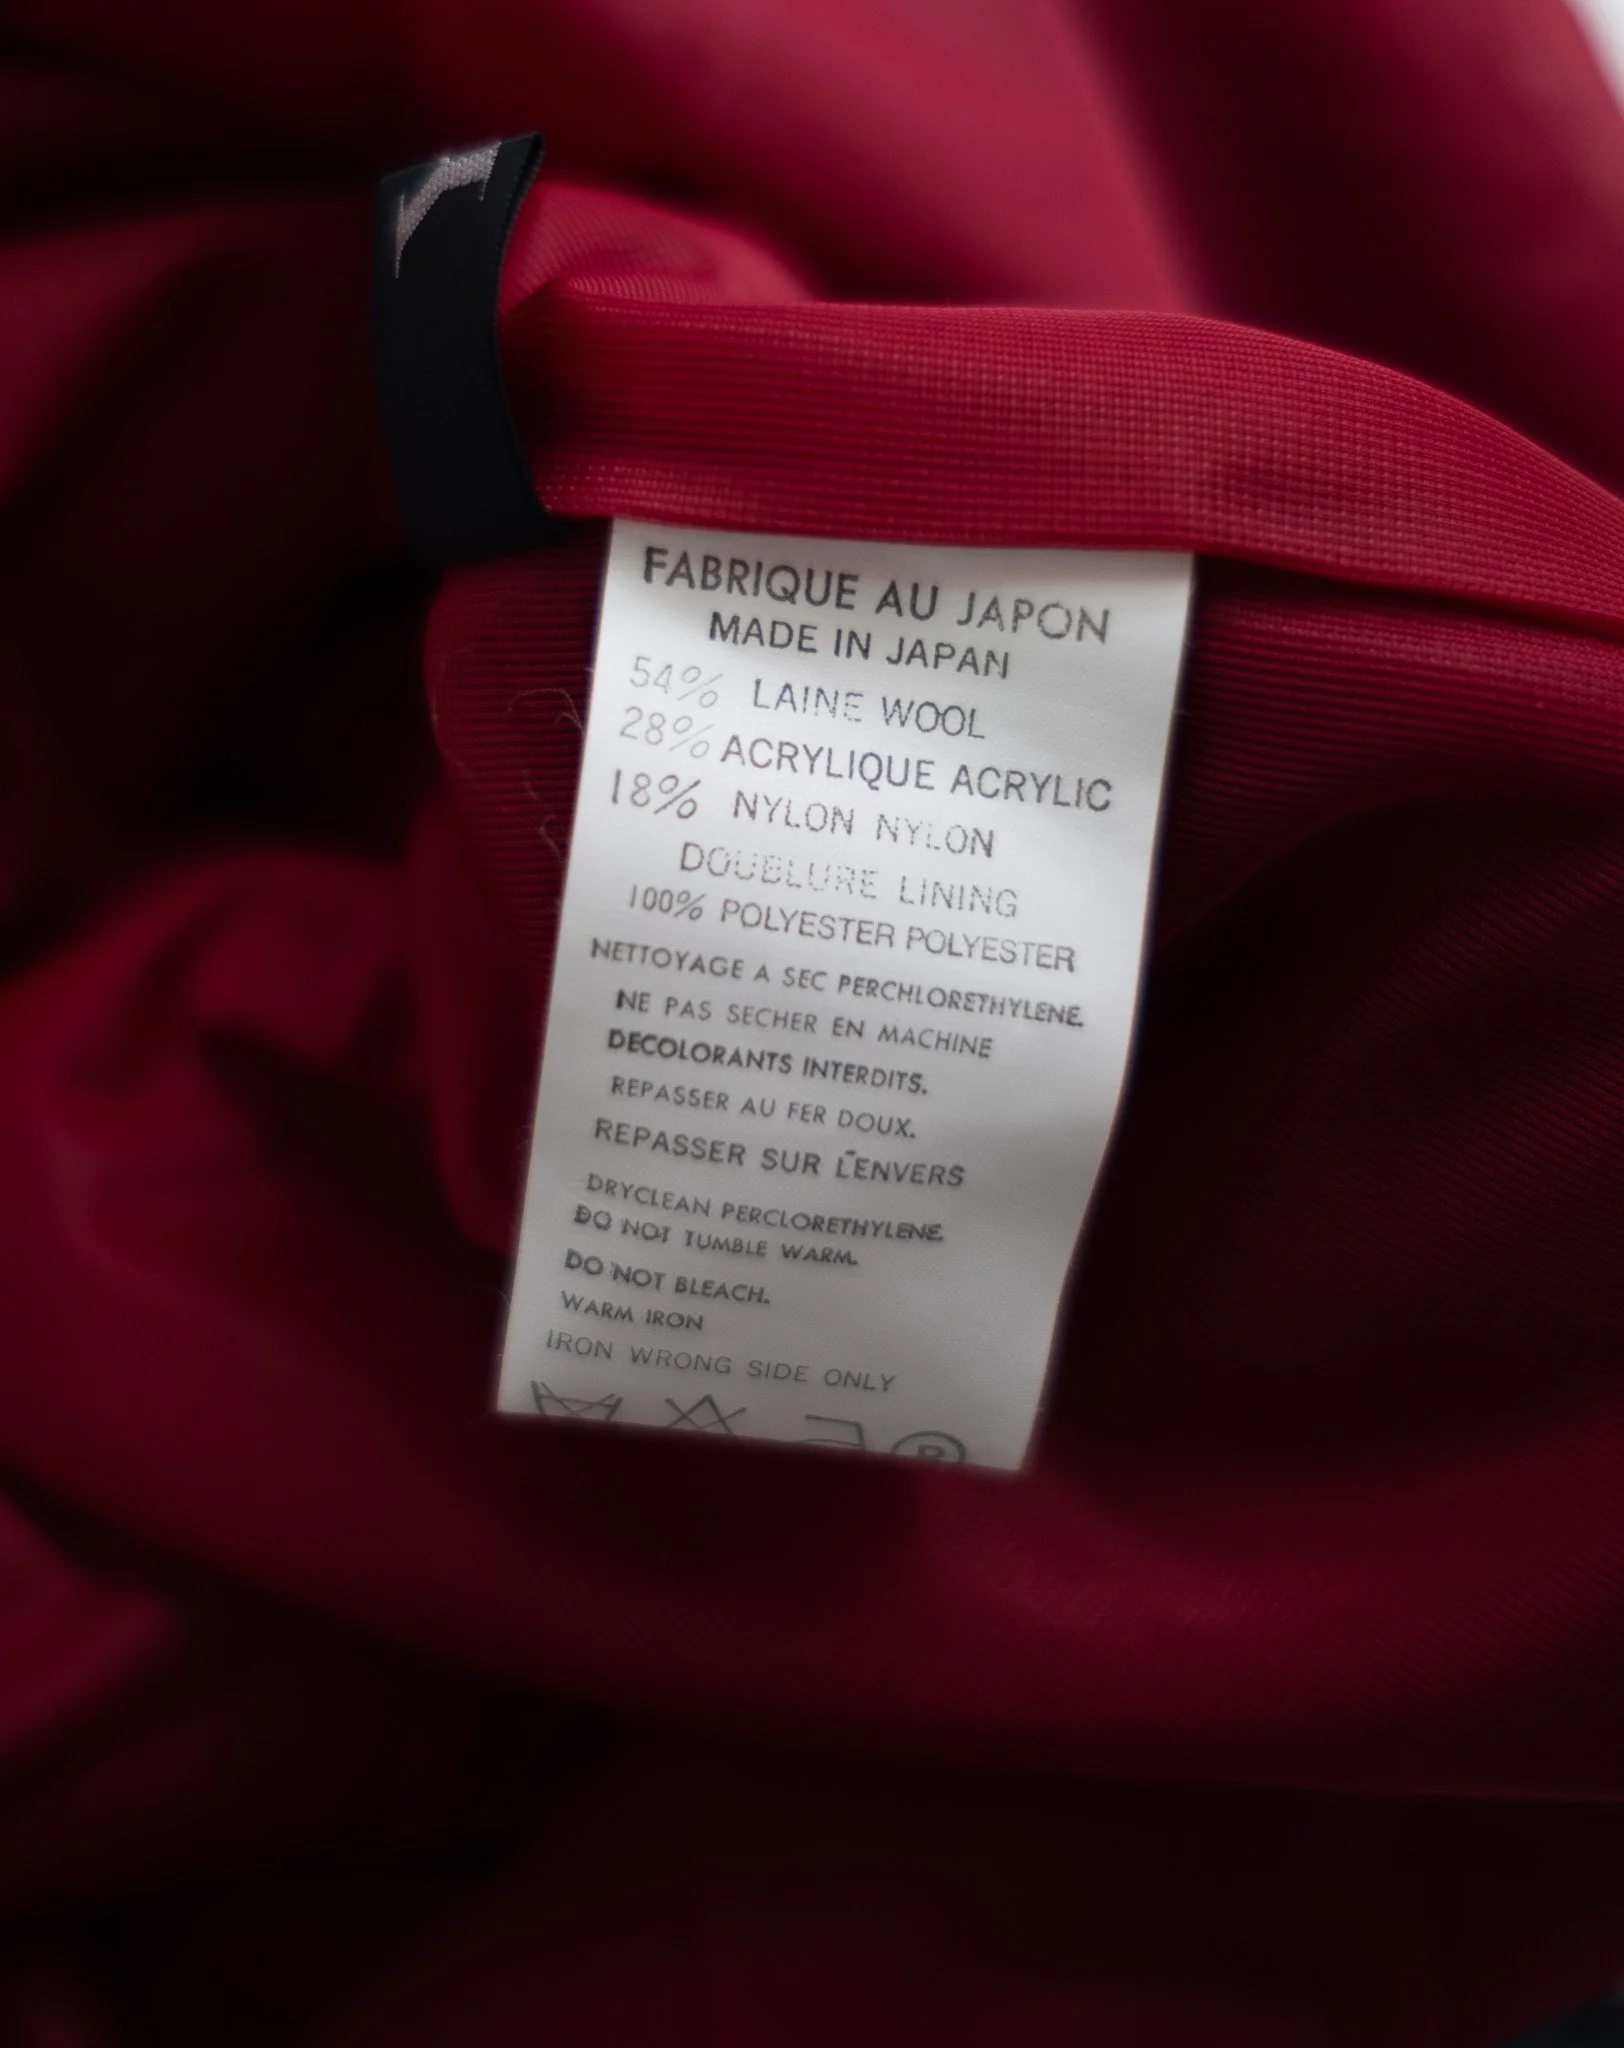 FABRIQUE AU JAPON
MADE IN JAPAN
54% LAINE WOOL
28% ACRYLIQUE ACRYLIC
18% NYLON NYLON
DOUBLURE LINING
100% POLYESTER POLYESTER
NETTOYAGE A SEC PERCHLORETHYLENE.
NE PAS SECHER EN MACHINE
DECOLORANTS INTERDITS.
REPASSER AU FER DOUX.
REPASSER SUR L'ENVERS
DRYCLEAN PERCLORETHYLENE.
DO NOT TUMBLE WARM.
DO NOT BLEACH.
WARM IRON
IRON WRONG SIDE ONLY
P